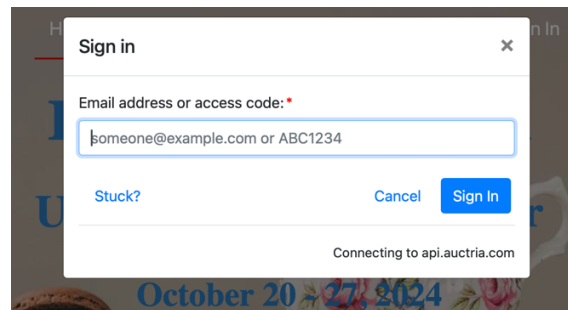 Sign in
×
Email address or access code:*
someone@example.com or ABC1234
Stuck?
Cancel
Sign In
Connecting to api.auctria.com
October 20 - 27, 2024